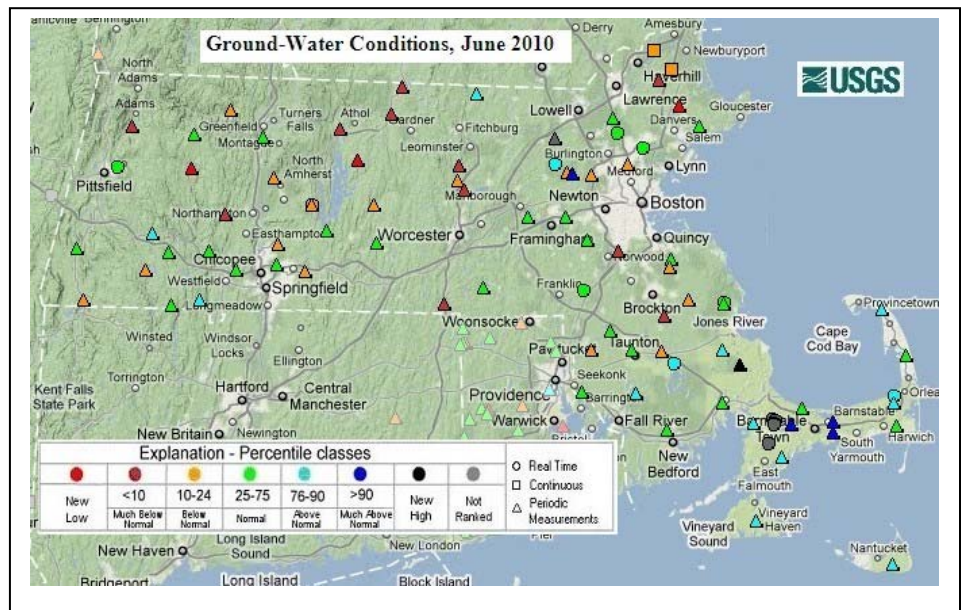 Ground-Water Conditions, June 2010
USGS
Bennington
Derry
Amesbury
Newburyport
North
Adams
Adams
Haverhill
Lawrence
Lowell
Gloucester
Turners
Falls
Athol
Gardner
Fitchburg
Greenfield
Montague
Danvers
Salem
Leominster
Burlington
Lynn
Medford
Pittsfield
North
Amherst
Newton
Marlborough
Boston
Northampton
Easthampton
Worcester
Framingham
Quincy
Norwood
Chicopee
Westfield
Springfield
Longmeadow
Franklin
Brockton
Jones River
Provincetown
Cape
Cod Bay
Winsted
Windsor
Locks
Woonsocket
Ellington
Taunton
Pawtucket
Torrington
Kent Falls
State Park
Hartford
Central
Manchester
Seekonk
Providence
Barrington
Orlea
Barnstable
Warwick
Fall River
Barnstable
Town
Harwich
New Britain
Newington
Bristol
New
Bedford
South
Yarmouth
East
Falmouth
Explanation - Percentile classes
<10
10-24
25-75
76-90
>90
New
Low
Much Below
Normal
Below
Normal
Normal
Above
Normal
Much Above
Normal
New
High
Not
Ranked
Real Time
Continuous
Periodic
Measurements
Vineyard
Sound
Vineyard
Haven
Nantucket
New Haven
Long Island
Sound
New London
Bridgeport
Long Island
Block Island